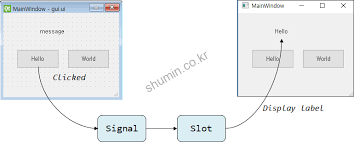 MainWindow - gui.ui
message
Hello
World
Clicked
MainWindow
Hello
Hello
World
Display Label
Signal
Slot
shumin.co.kr